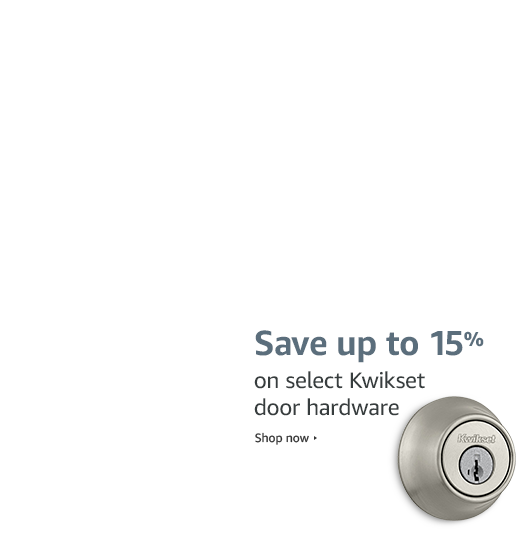 Save up to 15%
on select Kwikset
door hardware
Shop now ▸
Kwikset